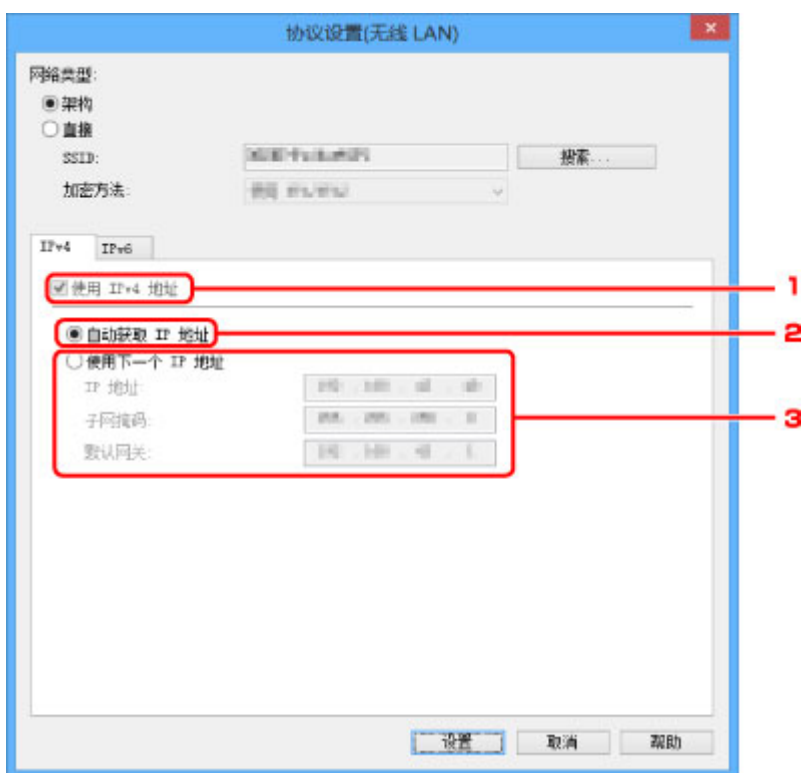 协议设置(无线 LAN)
网络类型:
架构
直接
SSID:
搜索...
加密方法:
IPv4 IPv6
使用 IPv4 地址
1
自动获取 IP 地址
2
使用下一个 IP 地址
IP 地址:
子网掩码:
3
默认网关:
设置 取消 帮助